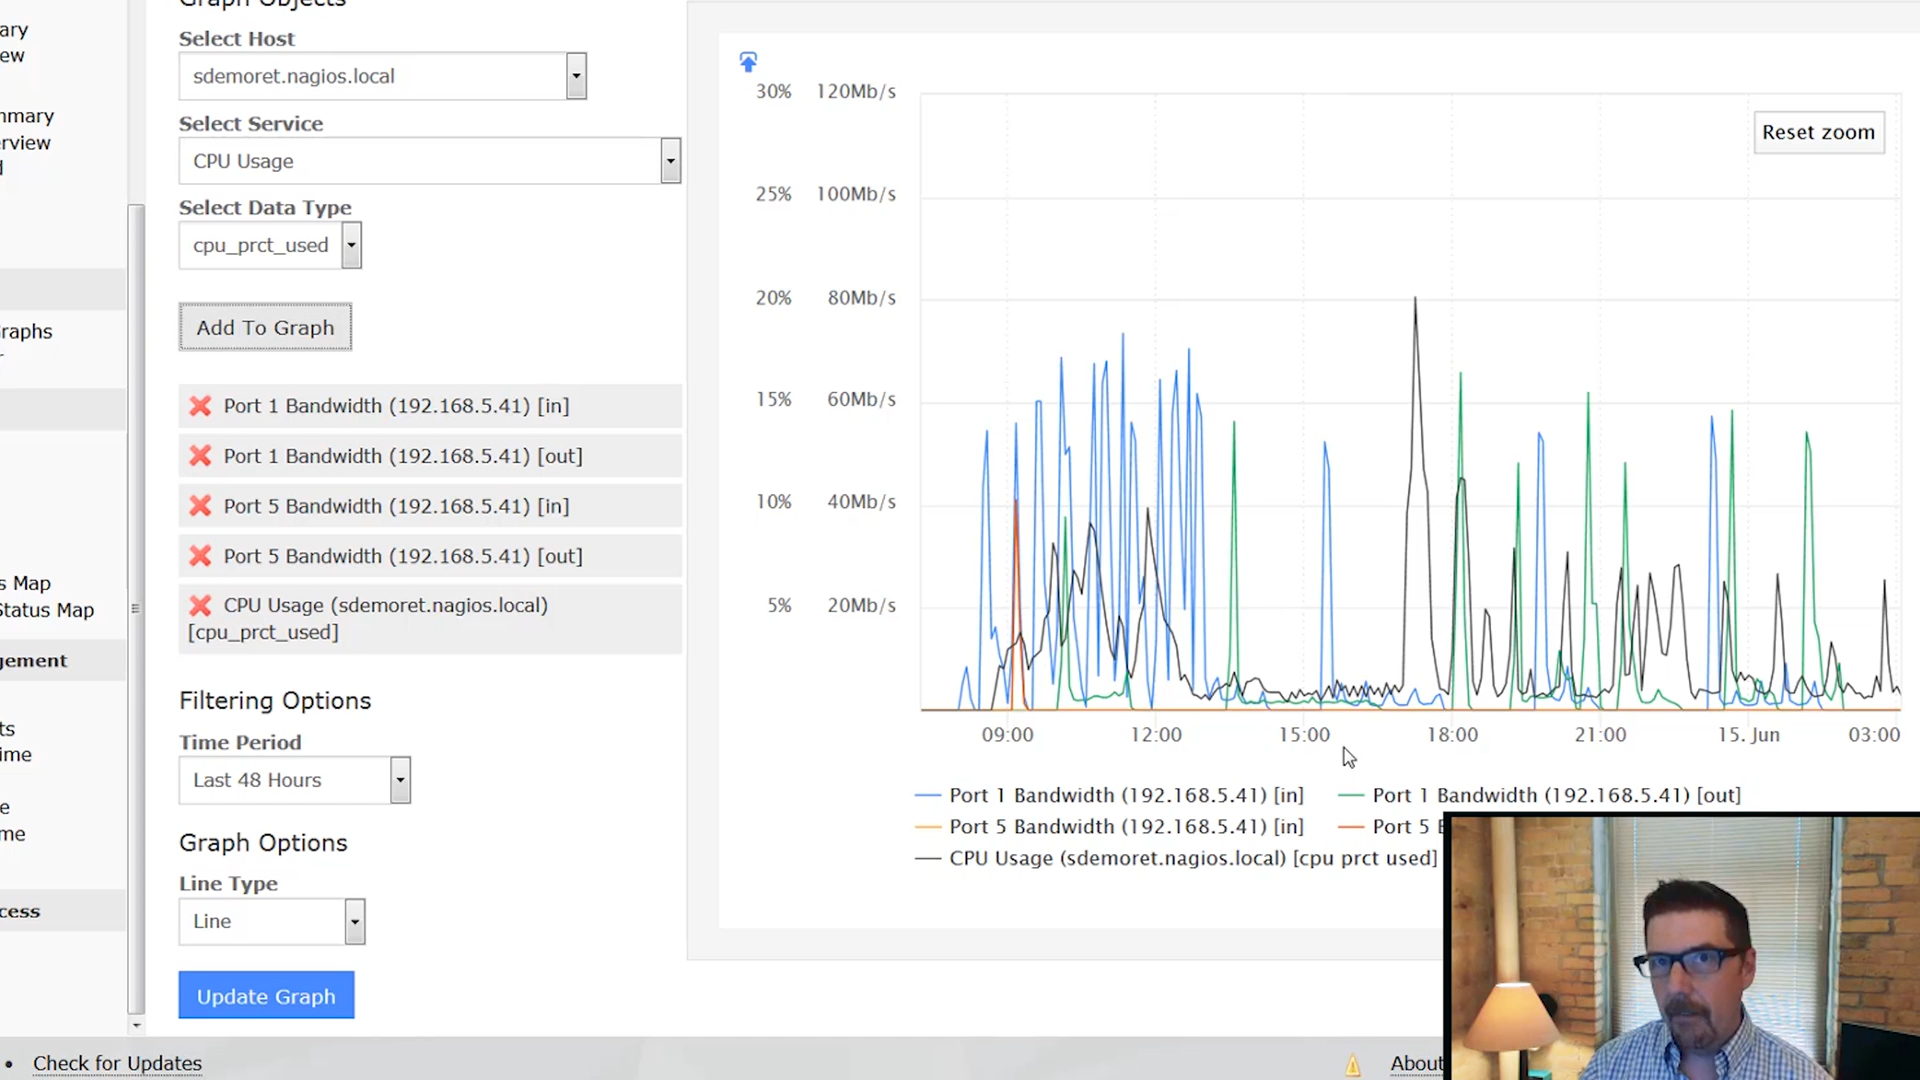 ary
ew
mmary
rview
d
raphs
r
s Map
Status Map
gement
ts
ime
e
me
cess
Graph Objects
Select Host
sdemoret.nagios.local
Select Service
CPU Usage
Select Data Type
cpu_prct_used
Add To Graph
Port 1 Bandwidth (192.168.5.41) [in]
Port 1 Bandwidth (192.168.5.41) [out]
Port 5 Bandwidth (192.168.5.41) [in]
Port 5 Bandwidth (192.168.5.41) [out]
CPU Usage (sdemoret.nagios.local)
[cpu_prct_used]
Filtering Options
Time Period
Last 48 Hours
Graph Options
Line Type
Line
Update Graph
30% 120Mb/s
25% 100Mb/s
20% 80Mb/s
15% 60Mb/s
10% 40Mb/s
5% 20Mb/s
Reset zoom
09:00 12:00 15:00 18:00 21:00 15. Jun 03:00
Port 1 Bandwidth (192.168.5.41) [in] Port 1 Bandwidth (192.168.5.41) [out]
Port 5 Bandwidth (192.168.5.41) [in] Port 5 B
CPU Usage (sdemoret.nagios.local) [cpu prct used]
Check for Updates
About